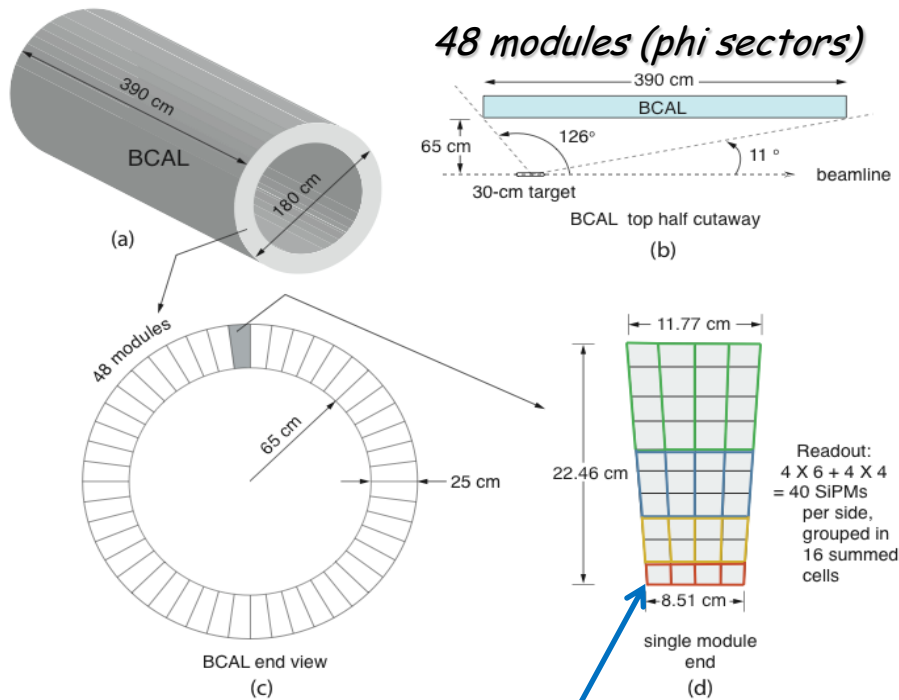 48 modules (phi sectors)
390 cm
BCAL
180 cm
(a)
390 cm
BCAL
65 cm
126°
11 °
30-cm target
beamline
BCAL top half cutaway
(b)
48 modules
65 cm
25 cm
BCAL end view
(c)
11.77 cm
22.46 cm
8.51 cm
single module
end
(d)
Readout:
4 X 6 + 4 X 4
= 40 SiPMs
per side,
grouped in
16 summed
cells